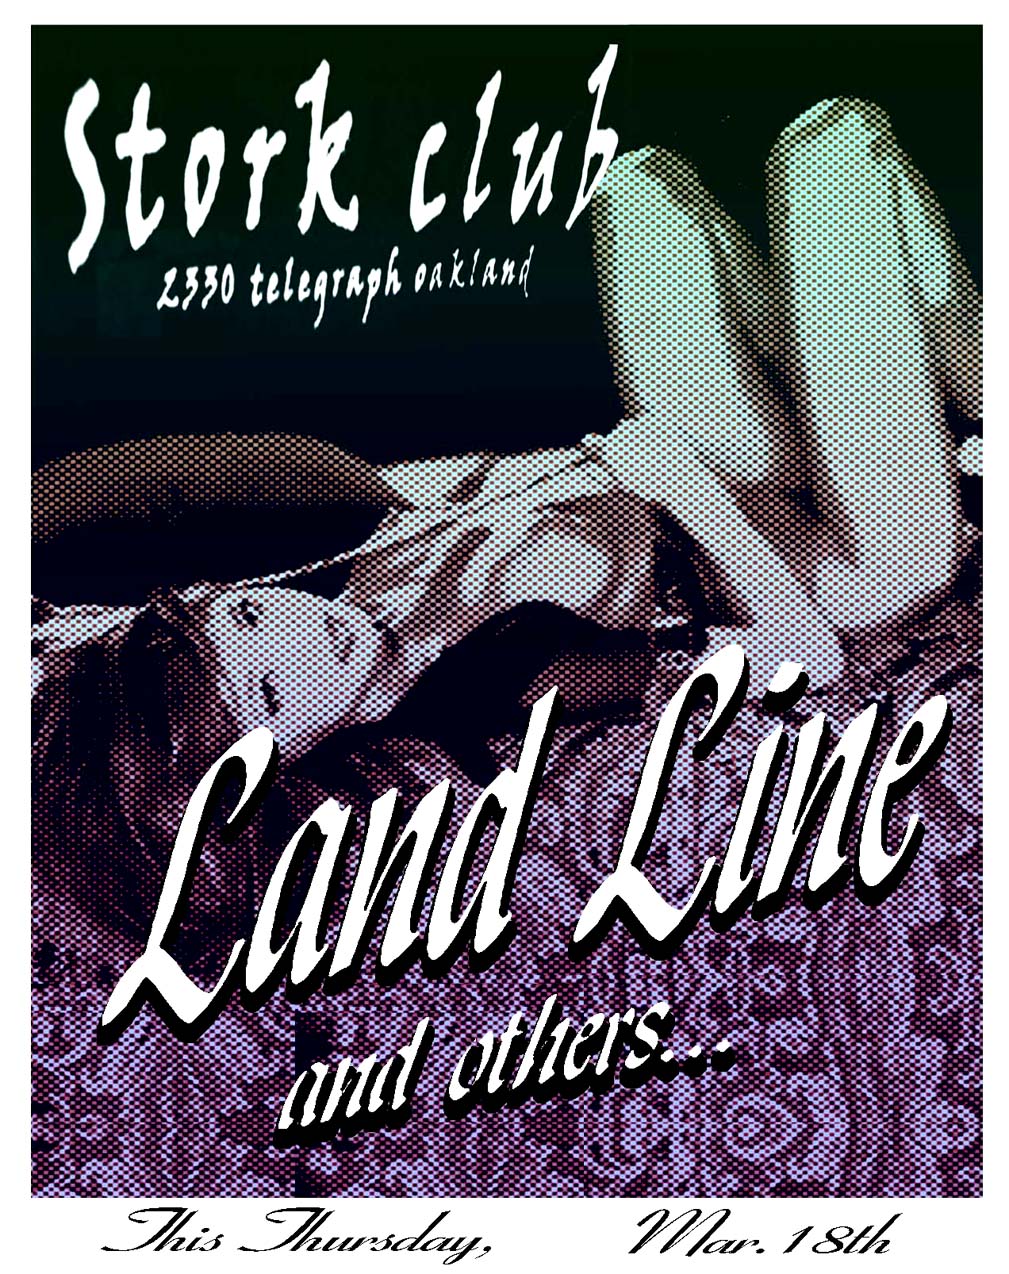 Stork club
2330 telegraph oakland
Land Line
and others...
This Thursday, Mar. 18th